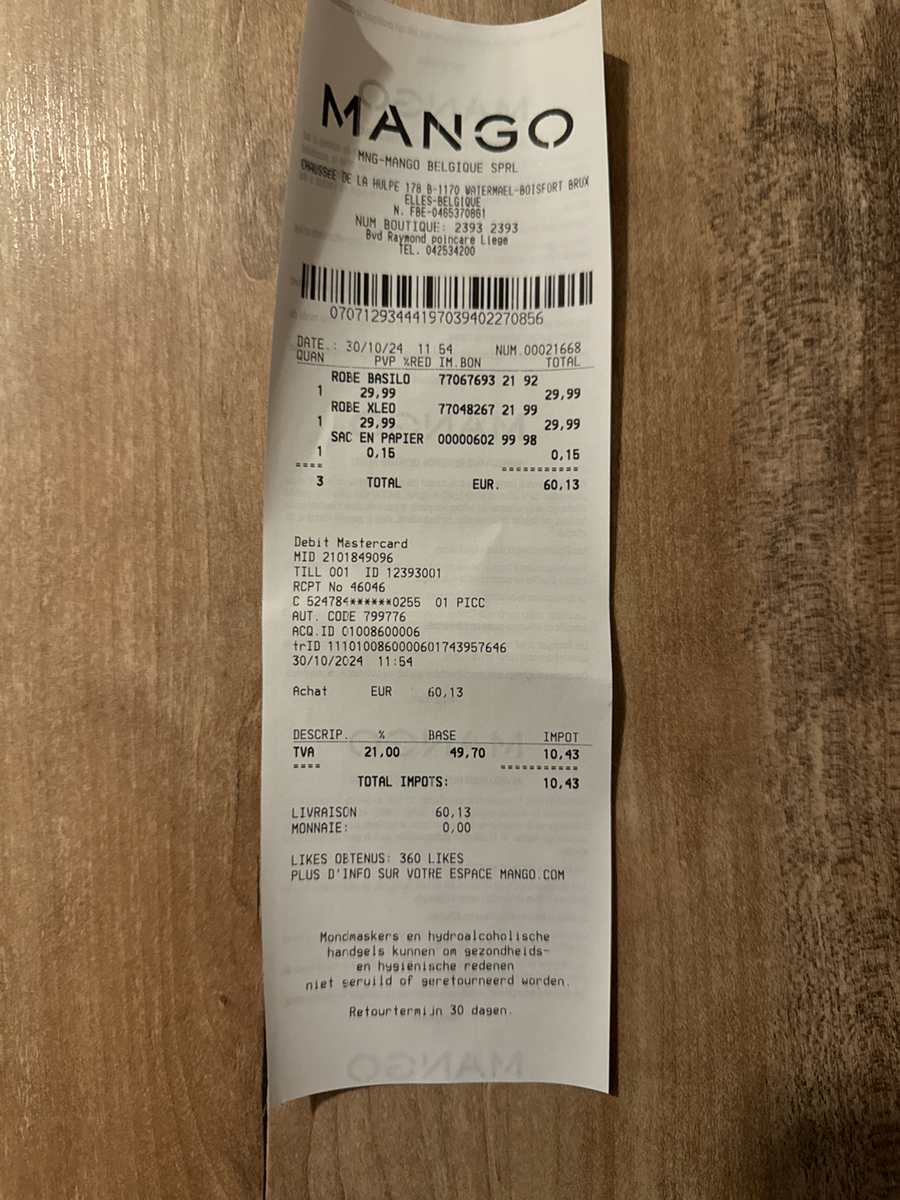 MANGO
MNG-MANGO BELGIQUE SPRL
CHAUSSEE DE LA HULPE 178 B-1170 WATERMAEL-BOISFORT BRUX
ELLES-BELGIQUE
N. FBE-0465370861
NUM BOUTIQUE: 2393 2393
Bvd Raymond poincare Liege
TEL. 042534200
07071293444197039402270856
DATE.: 30/10/24 11 54 NUM.00021668
QUAN PVP %RED IM.BON TOTAL
ROBE BASILO 77067693 21 92
1 29,99 29,99
ROBE XLEO 77048267 21 99
1 29,99 29,99
SAC EN PAPIER 00000602 99 98
1 0,15 0,15
==== ===========
3 TOTAL EUR. 60,13
Debit Mastercard
MID 2101849096
TILL 001 ID 12393001
RCPT No 46046
C 524784******0255 01 PICC
AUT. CODE 799776
ACQ.ID 01008600006
trID 1110100860000601743957646
30/10/2024 11:54
Achat EUR 60,13
DESCRIP. % BASE IMPOT
TVA 21,00 49,70 10,43
==== ===========
TOTAL IMPOTS: 10,43
LIVRAISON 60,13
MONNAIE: 0,00
LIKES OBTENUS: 360 LIKES
PLUS D'INFO SUR VOTRE ESPACE MANGO.COM
Mondmaskers en hydroalcoholische
handgels kunnen om gezondheids-
en hygiënische redenen
niet geruild of geretourneerd worden.
Retourtermijn 30 dagen.